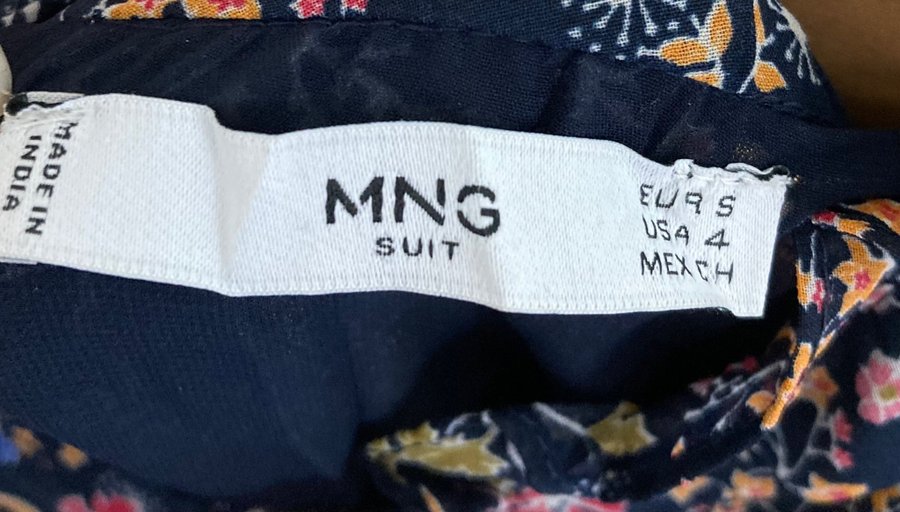 MADE IN
INDIA
MNG
SUIT
EUR S
USA 4
MEX CH